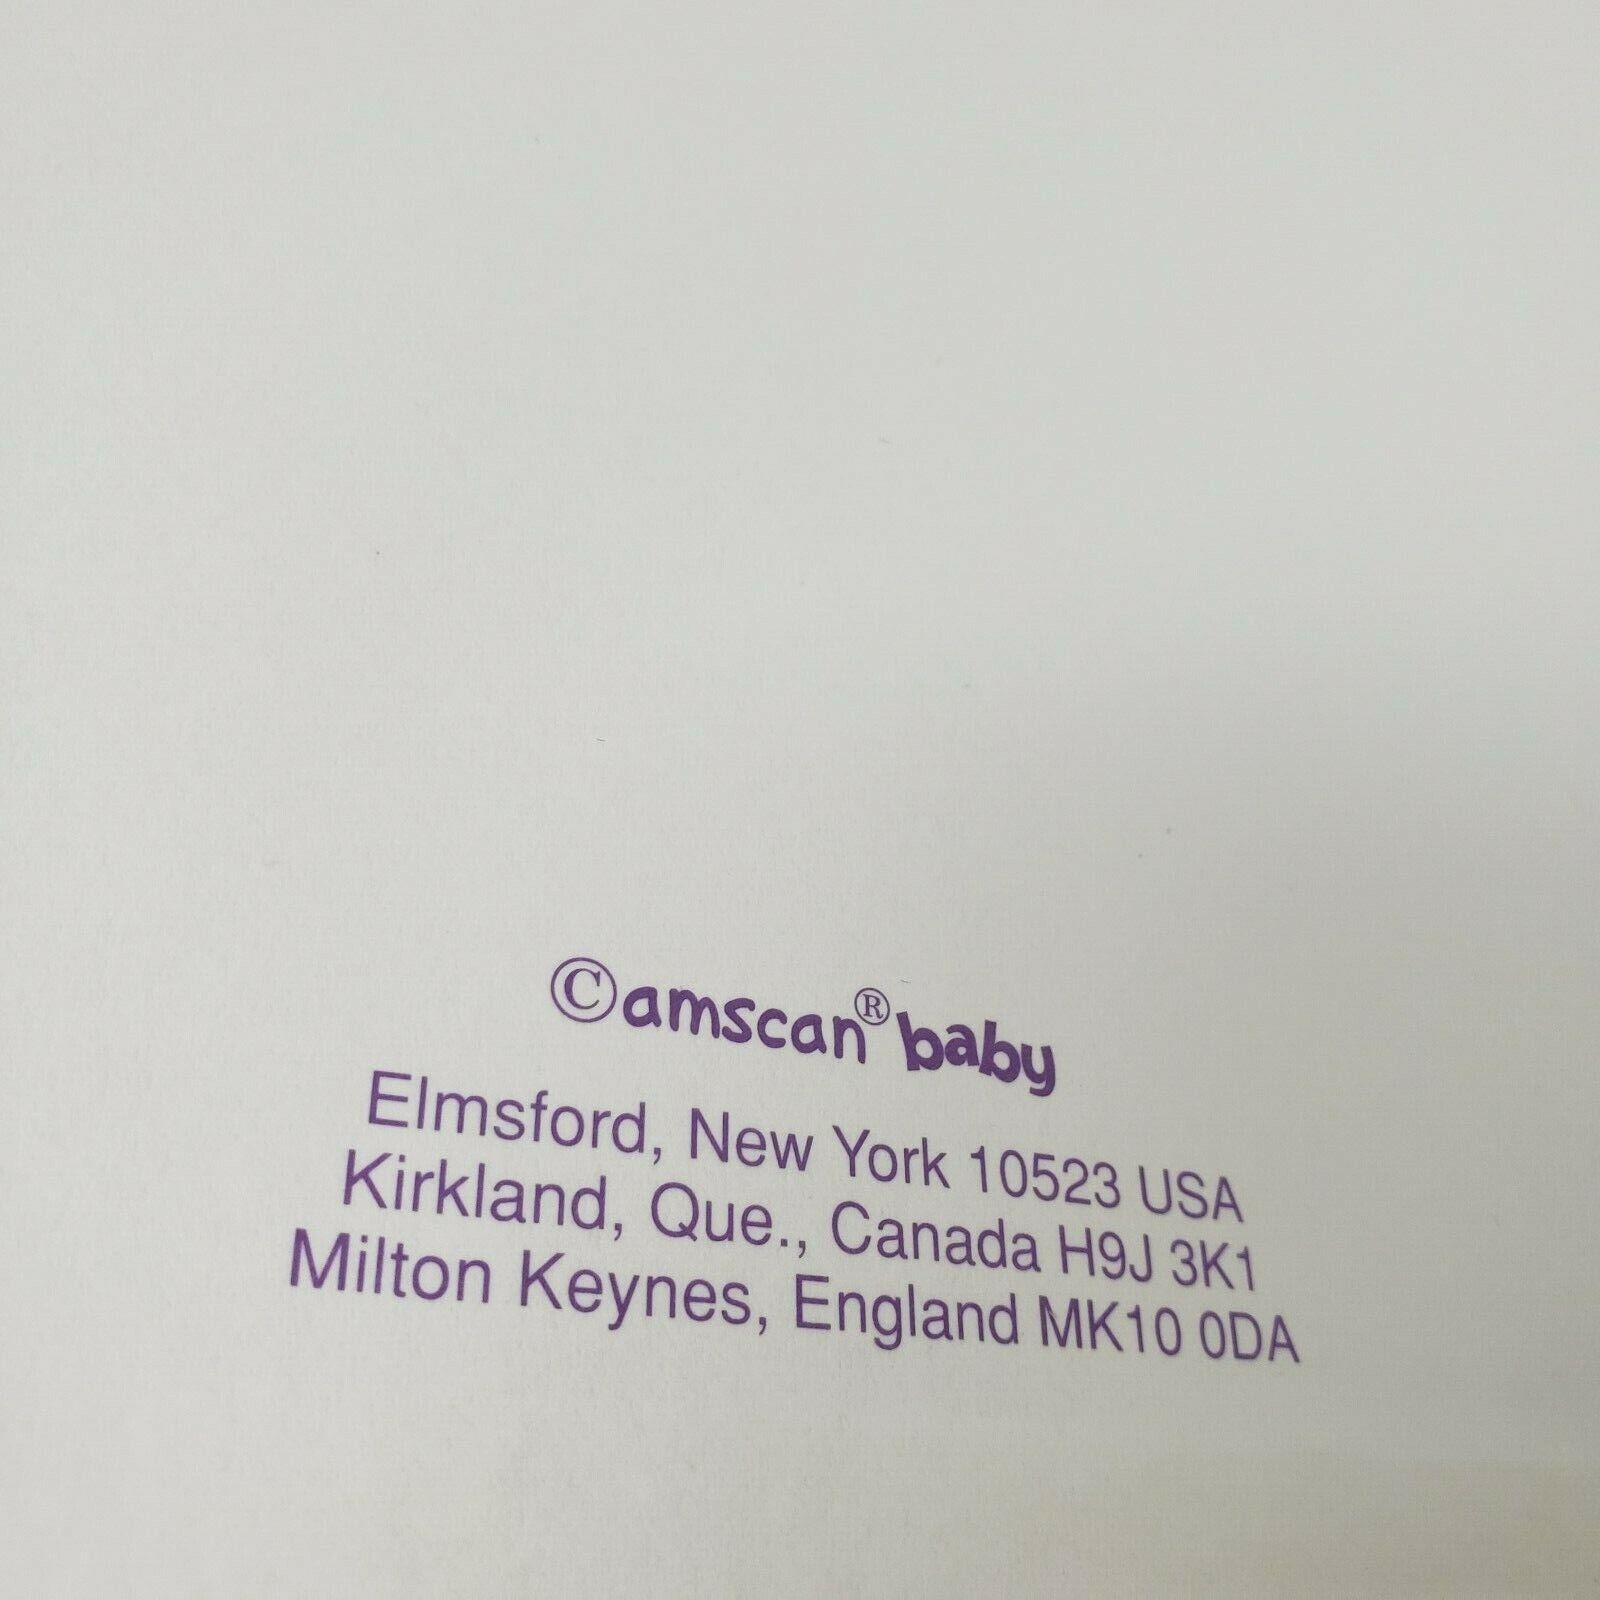 ©amscan® baby
Elmsford, New York 10523 USA
Kirkland, Que., Canada H9J 3K1
Milton Keynes, England MK10 0DA